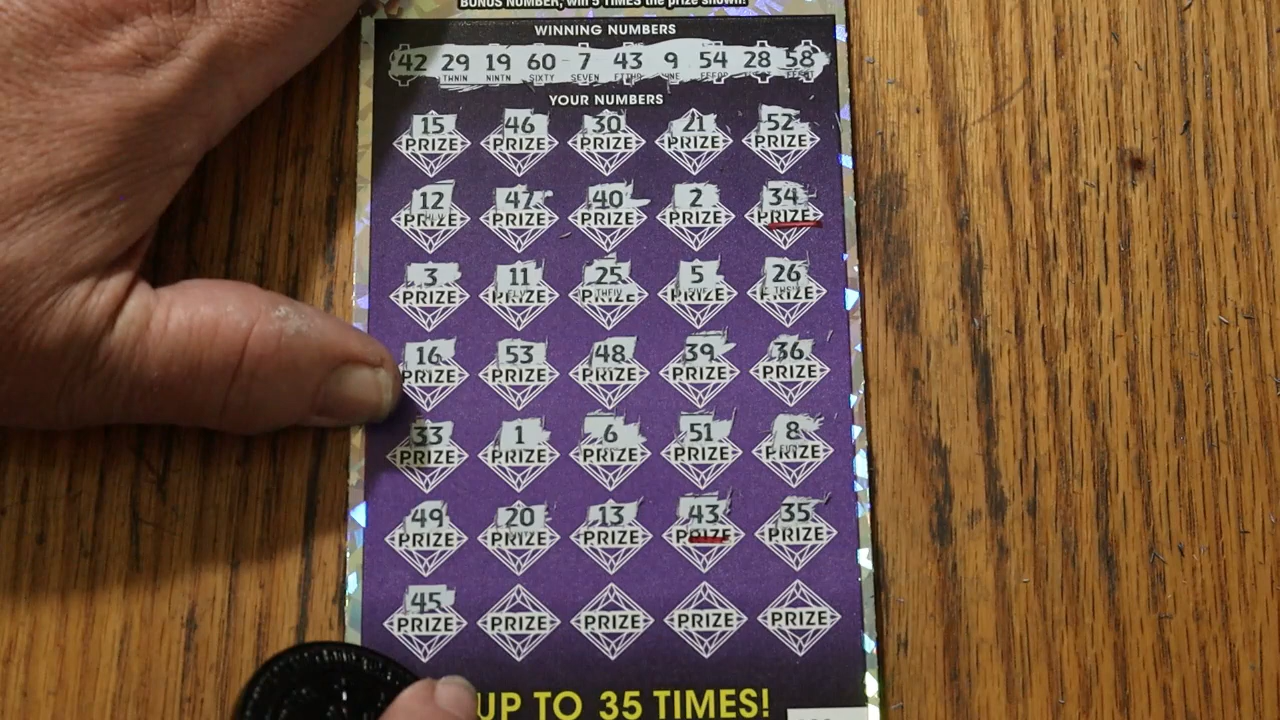 BONUS NUMBER, win 5 TIMES the prize shown!
WINNING NUMBERS
42 29 19 60 7 43 9 54 28 58
THNIN NINTN SIXTY SEVEN
YOUR NUMBERS
15 46 30 21 52
PRIZE PRIZE PRIZE PRIZE PRIZE
12 47 40 2 34
PRIZE PRIZE PRIZE PRIZE PRIZE
3 11 25 5 26
PRIZE PRIZE PRIZE PRIZE PRIZE
16 53 48 39 36
PRIZE PRIZE PRIZE PRIZE PRIZE
33 1 6 51 8
PRIZE PRIZE PRIZE PRIZE PRIZE
49 20 13 43 35
PRIZE PRIZE PRIZE PRIZE PRIZE
45
PRIZE PRIZE PRIZE PRIZE PRIZE
UP TO 35 TIMES!